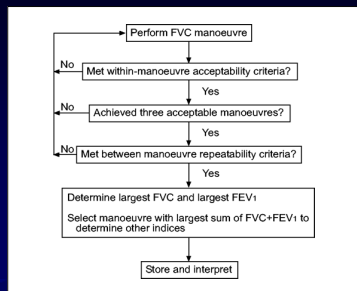 Perform FVC manoeuvre
No
Met within-manoeuvre acceptability criteria?
Yes
No
Achieved three acceptable manoeuvres?
Yes
No
Met between manoeuvre repeatability criteria?
Yes
Determine largest FVC and largest FEV1
Select manoeuvre with largest sum of FVC+FEV1 to
determine other indices
Store and interpret